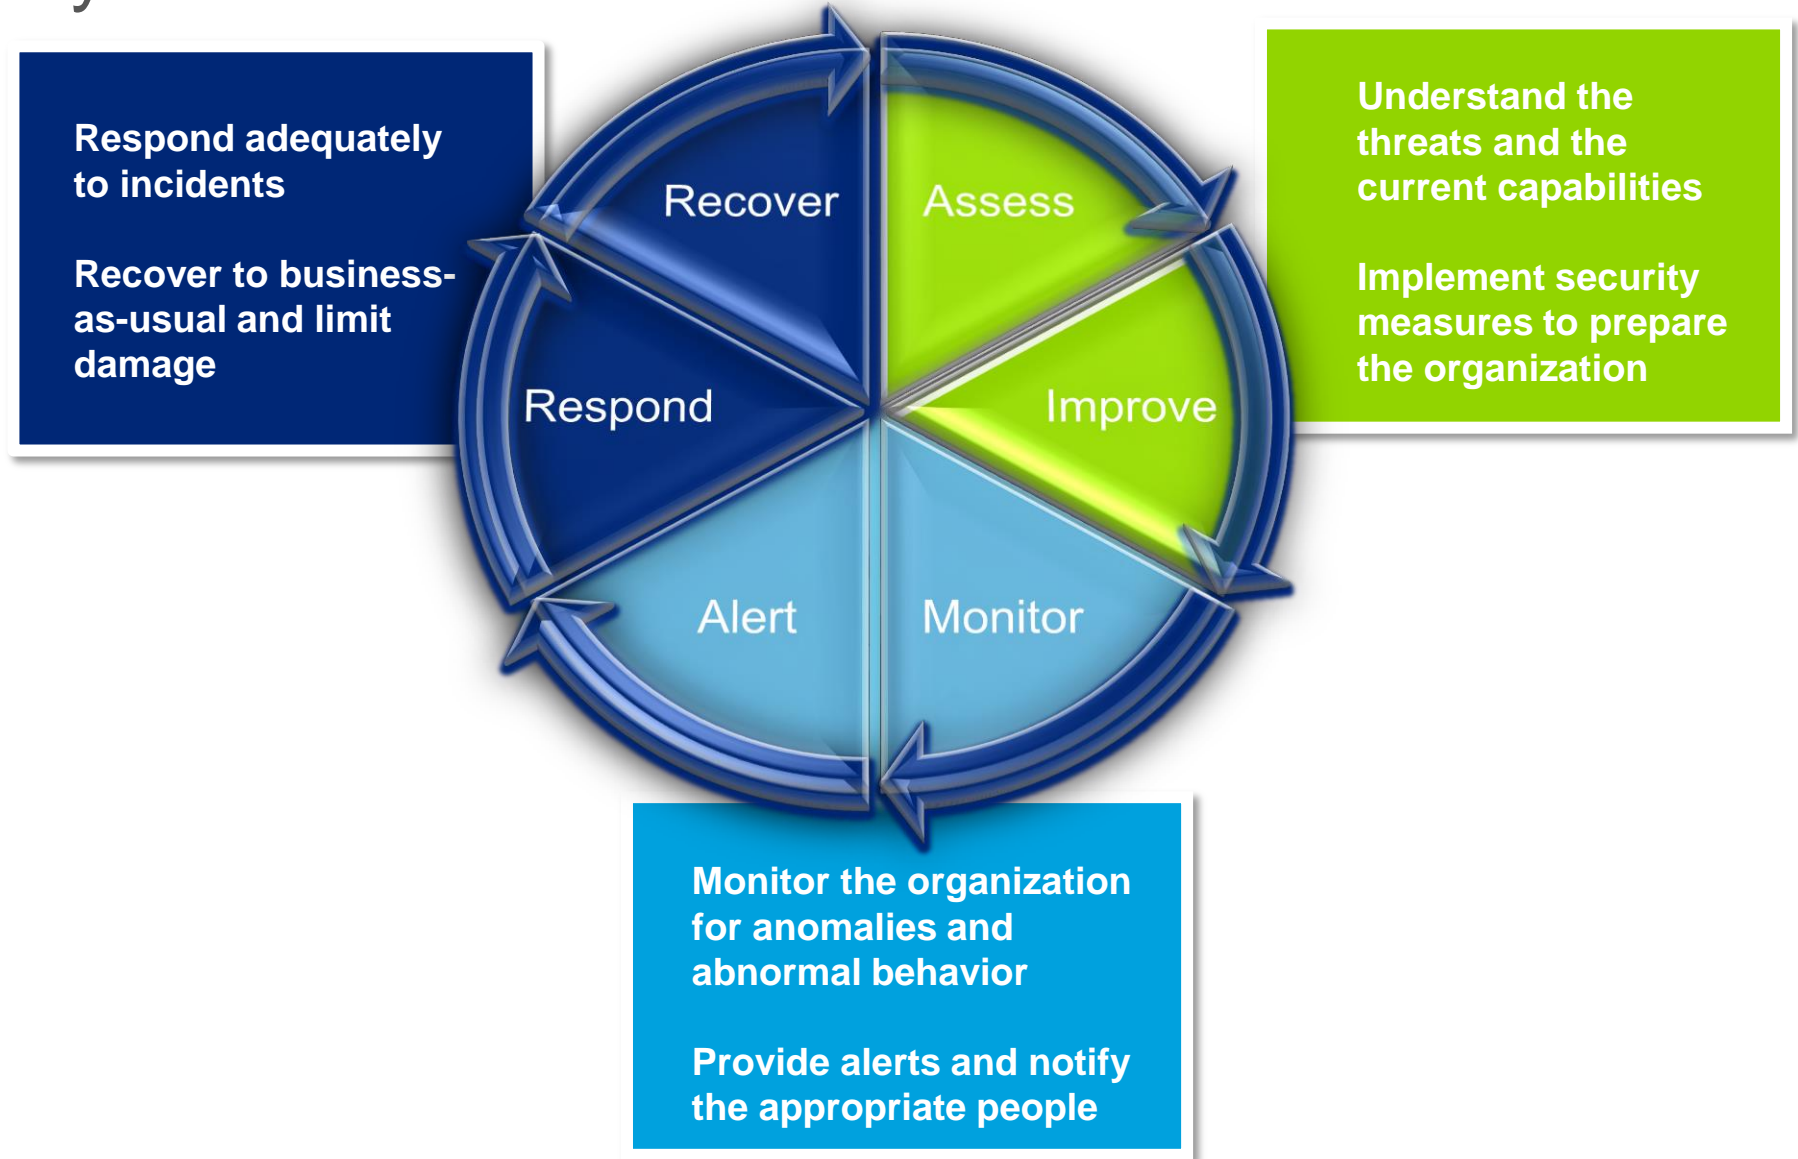 Respond adequately
to incidents
Recover to business-
as-usual and limit
damage
Recover
Assess
Respond
Improve
Alert
Monitor
Understand the
threats and the
current capabilities
Implement security
measures to prepare
the organization
Monitor the organization
for anomalies and
abnormal behavior
Provide alerts and notify
the appropriate people